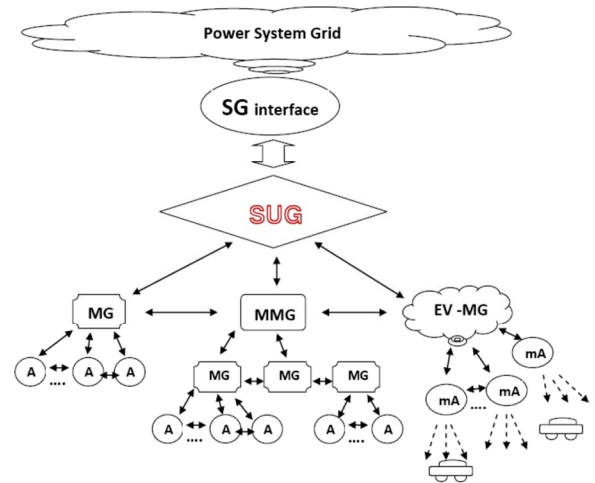 Power System Grid
SG interface
SUG
MG
MMG
EV -MG
mA
A
....
A
A
MG
MG
MG
mA
....
mA
A
....
A
A
A
....
A